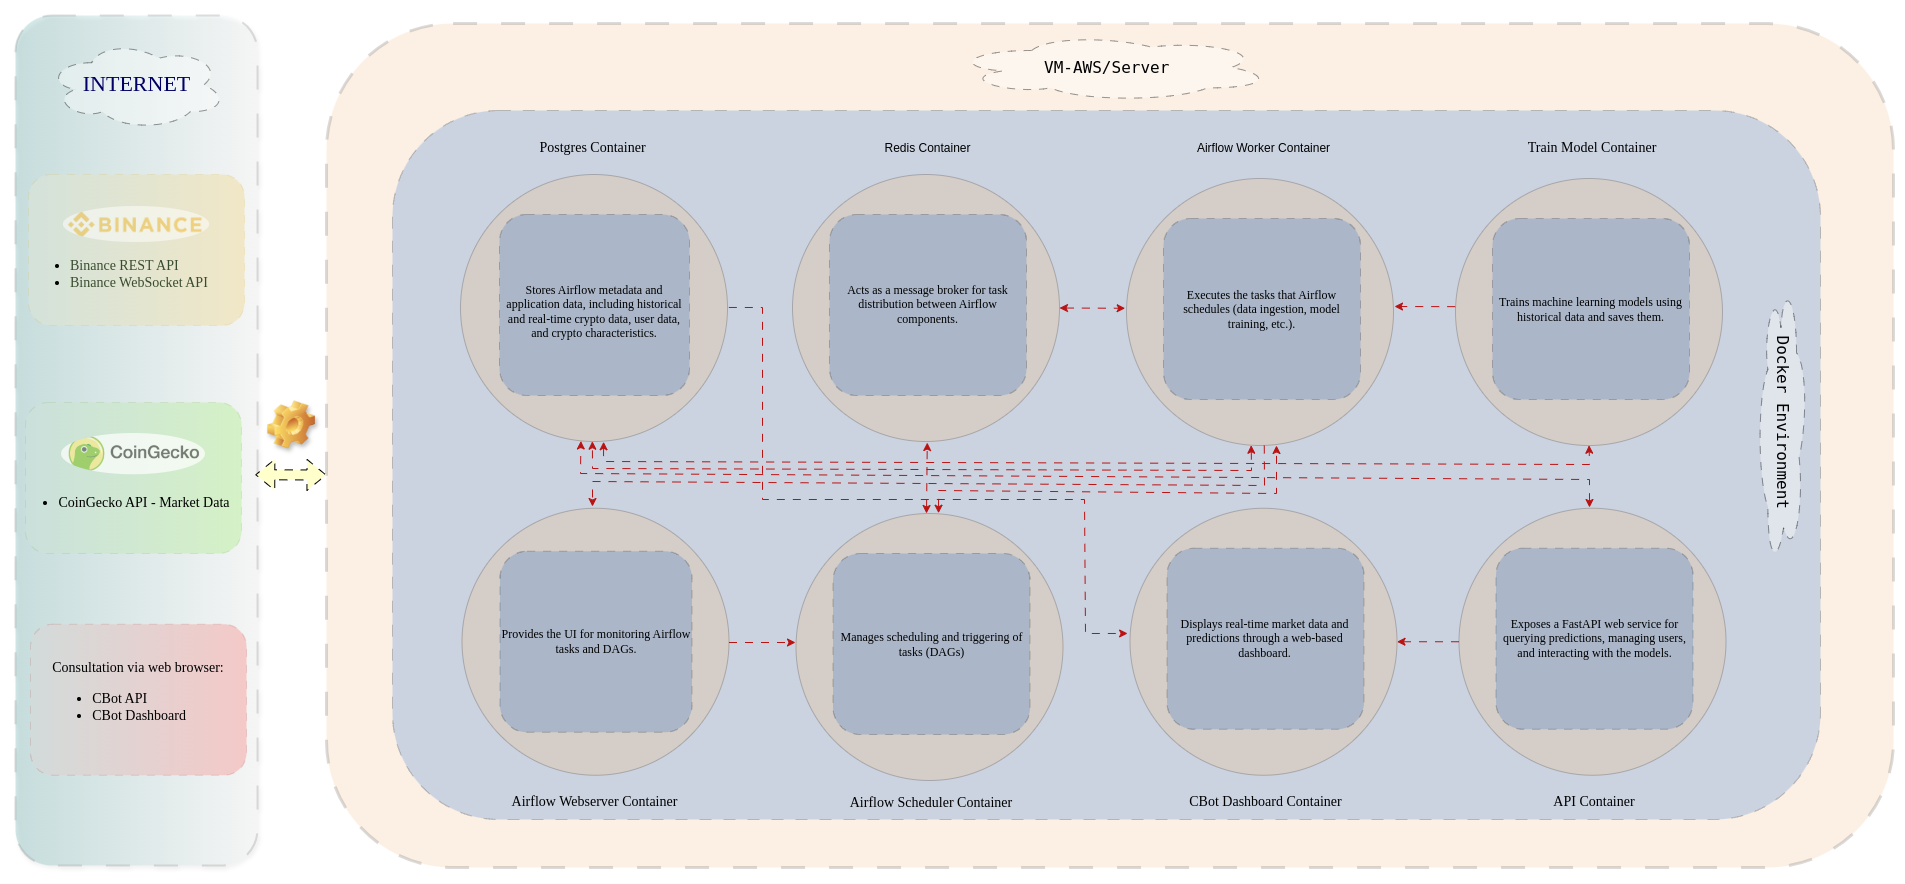 INTERNET
BINANCE
Binance REST API
Binance WebSocket API
CoinGecko
CoinGecko API - Market Data
Consultation via web browser:
CBot API
CBot Dashboard
VM-AWS/Server
Postgres Container
Redis Container
Airflow Worker Container
Train Model Container
Stores Airflow metadata and
application data, including historical
and real-time crypto data, user data,
and crypto characteristics.
Acts as a message broker for task
distribution between Airflow
components.
Executes the tasks that Airflow
schedules (data ingestion, model
training, etc.).
Trains machine learning models using
historical data and saves them.
Docker Environment
Provides the UI for monitoring Airflow
tasks and DAGs.
Manages scheduling and triggering of
tasks (DAGs)
Displays real-time market data and
predictions through a web-based
dashboard.
Exposes a FastAPI web service for
querying predictions, managing users,
and interacting with the models.
Airflow Webserver Container
Airflow Scheduler Container
CBot Dashboard Container
API Container